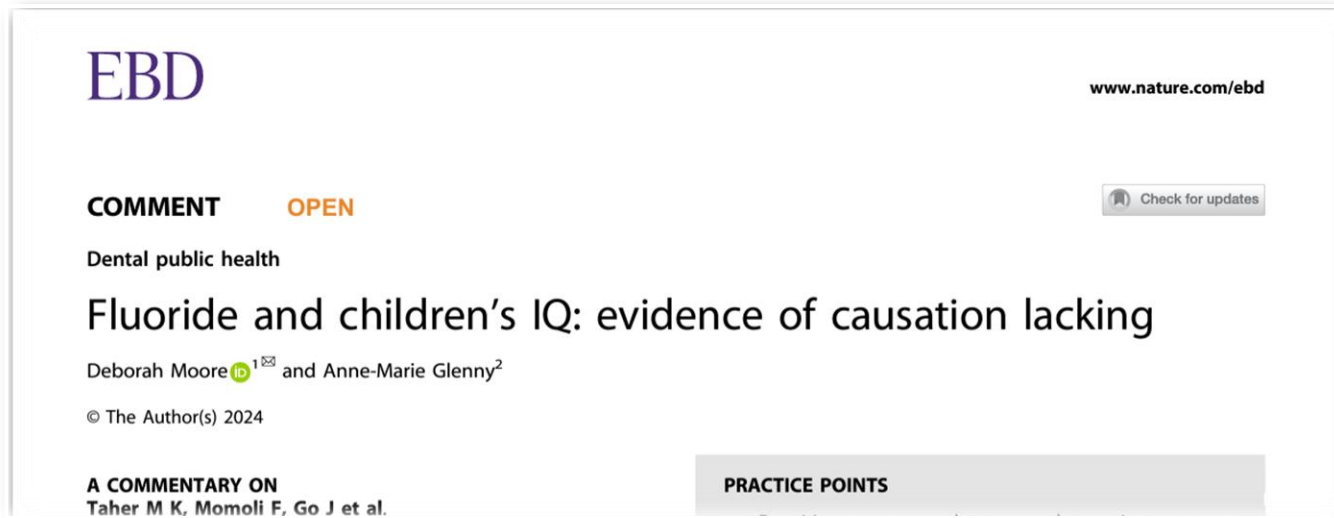 EBD
www.nature.com/ebd
COMMENT OPEN
Check for updates
Dental public health
Fluoride and children's IQ: evidence of causation lacking
Deborah Moore iD 1✉ and Anne-Marie Glenny2
© The Author(s) 2024
A COMMENTARY ON
Taher M K, Momoli F, Go J et al.
PRACTICE POINTS